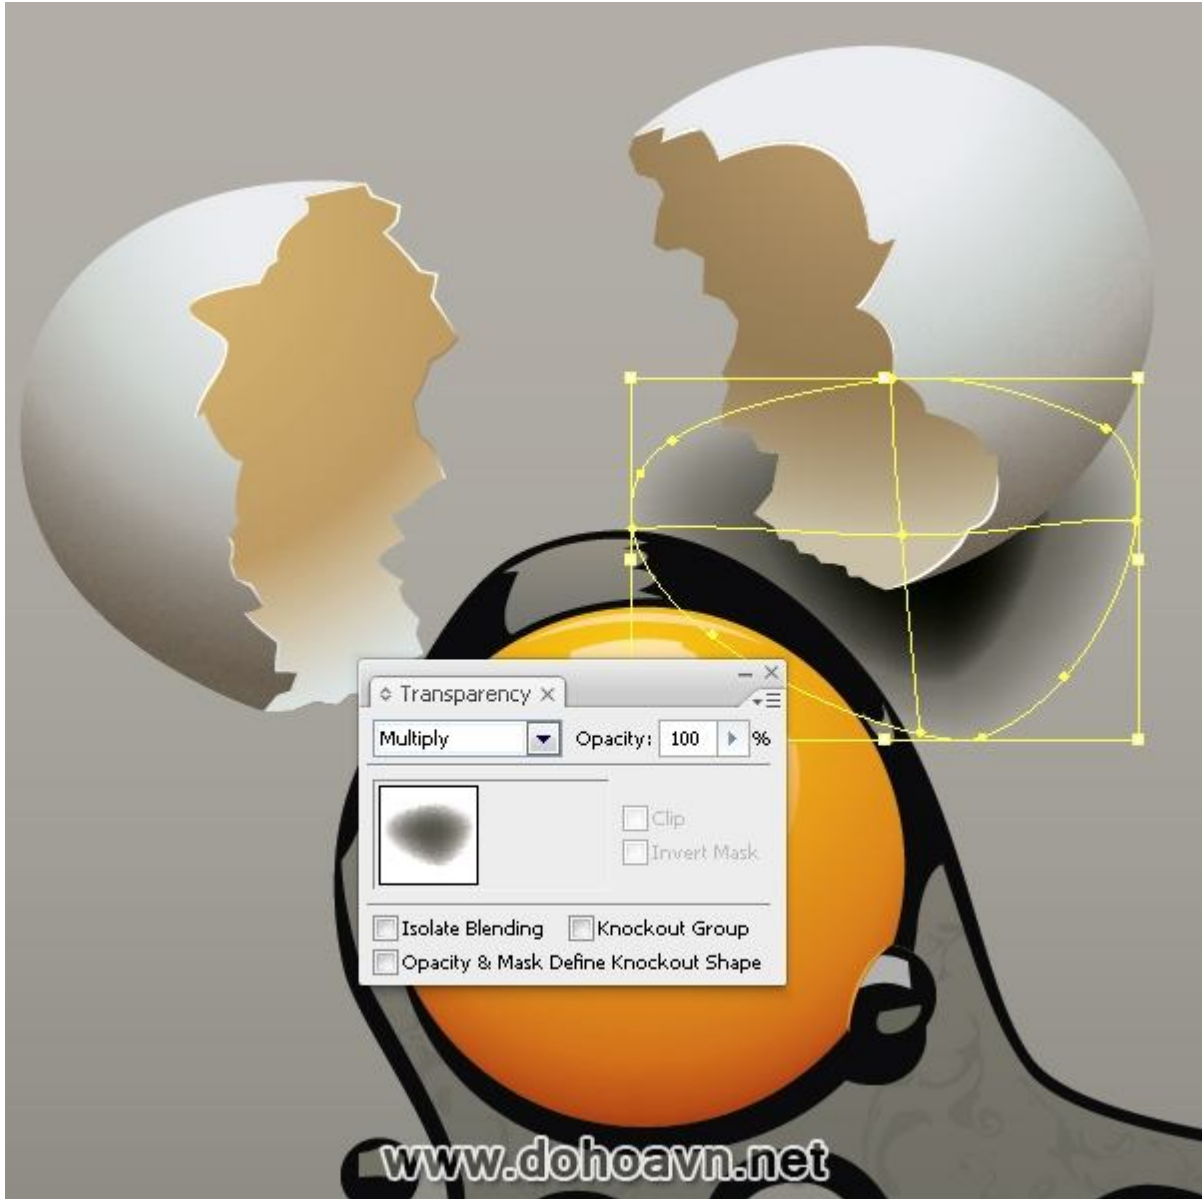 Transparency
Multiply Opacity: 100 %
Clip
Invert Mask
Isolate Blending Knockout Group
Opacity & Mask Define Knockout Shape
www.dohoavn.net